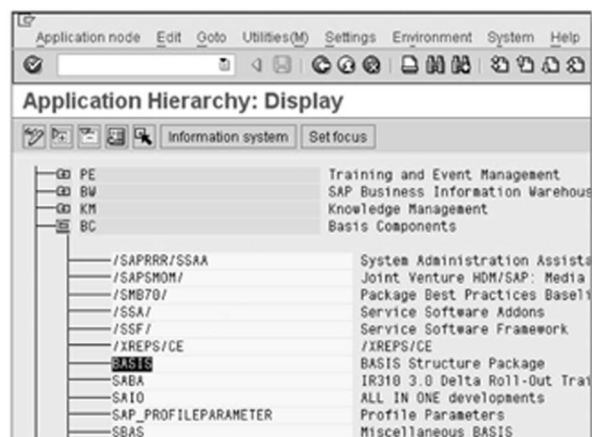 Application node Edit Goto Utilities(M) Settings Environment System Help
Application Hierarchy: Display
Information system Set focus
PE Training and Event Management
BW SAP Business Information Warehous
KM Knowledge Management
BC Basis Components
/SAPRRR/SSAA System Administration Assista
/SAPSMOM/ Joint Venture HDM/SAP: Media
/SMB70/ Package Best Practices Baseli
/SSA/ Service Software Addons
/SSF/ Service Software Framework
/XREPS/CE /XREPS/CE
BASIS BASIS Structure Package
SABA IR310 3.0 Delta Roll-Out Trai
SAIO ALL IN ONE developments
SAP_PROFILEPARAMETER Profile Parameters
SBAS Miscellaneous BASIS